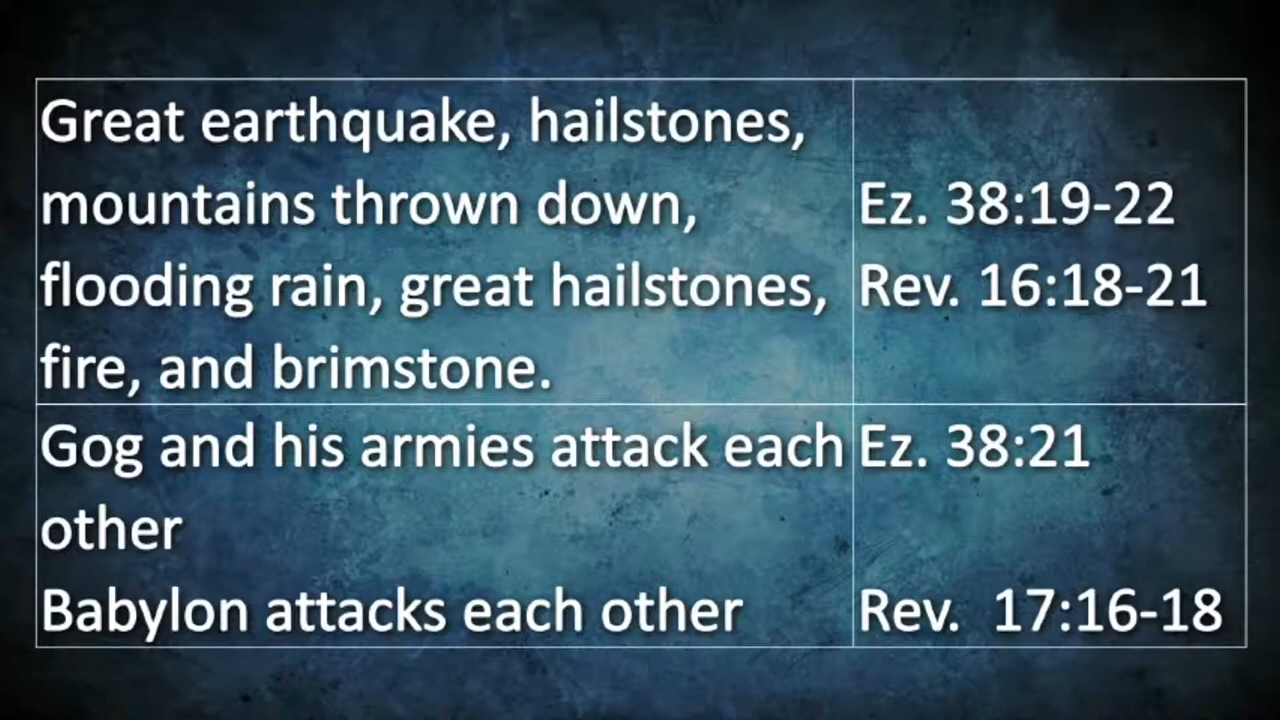 Great earthquake, hailstones,
mountains thrown down,
flooding rain, great hailstones,
fire, and brimstone.
Ez. 38:19-22
Rev. 16:18-21
Gog and his armies attack each
other
Babylon attacks each other
Ez. 38:21
Rev. 17:16-18